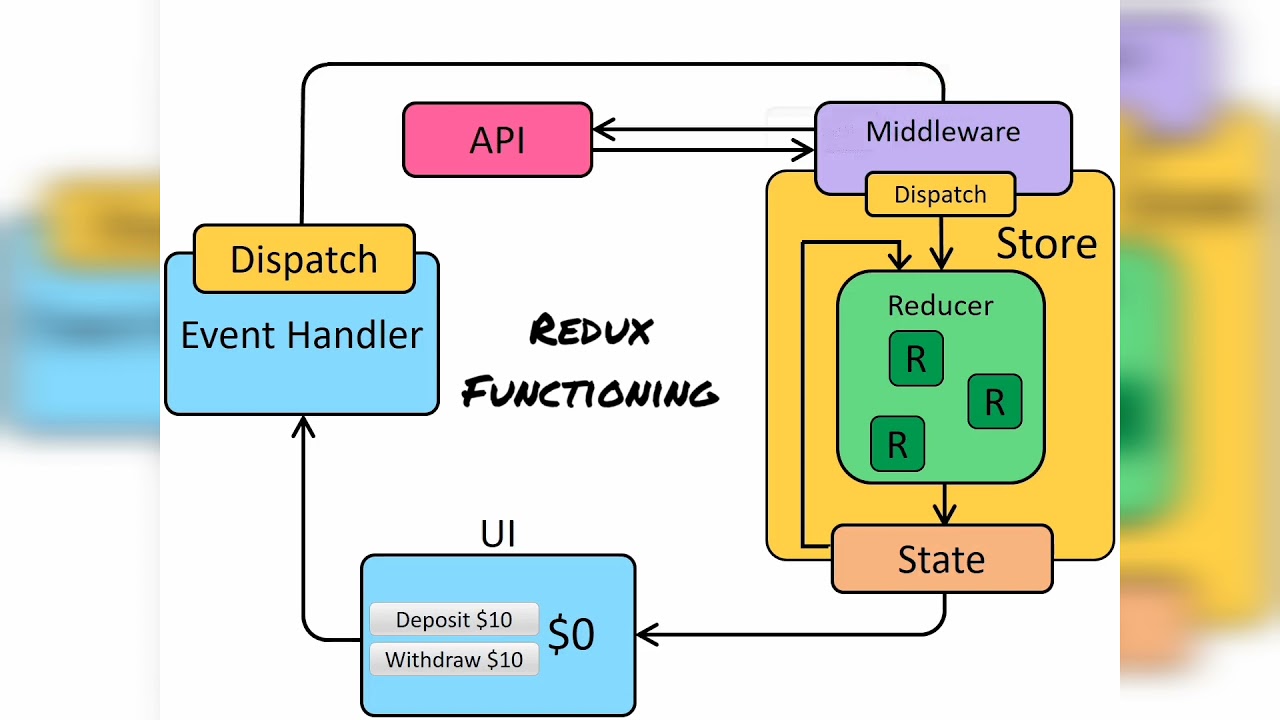 API
Middleware
Dispatch
Store
Dispatch
Event Handler
Redux
Functioning
Reducer
R
R
R
State
UI
Deposit $10
Withdraw $10
$0